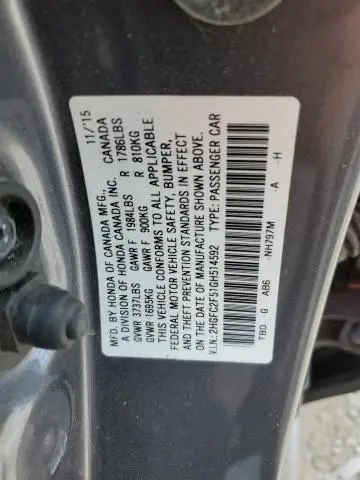 MFD. BY HONDA OF CANADA MFG., 11/15
A DIVISION OF HONDA CANADA INC. CANADA
GVWR 3737LBS GAWR F 1984LBS R 1786LBS
GVWR 1695KG GAWR F 900KG R 810KG
THIS VEHICLE CONFORMS TO ALL APPLICABLE
FEDERAL MOTOR VEHICLE SAFETY, BUMPER,
AND THEFT PREVENTION STANDARDS IN EFFECT
ON THE DATE OF MANUFACTURE SHOWN ABOVE.
V.I.N.:2HGFC2F51GH514592 TYPE: PASSENGER CAR
TBD G AB6 NH797M -A -H